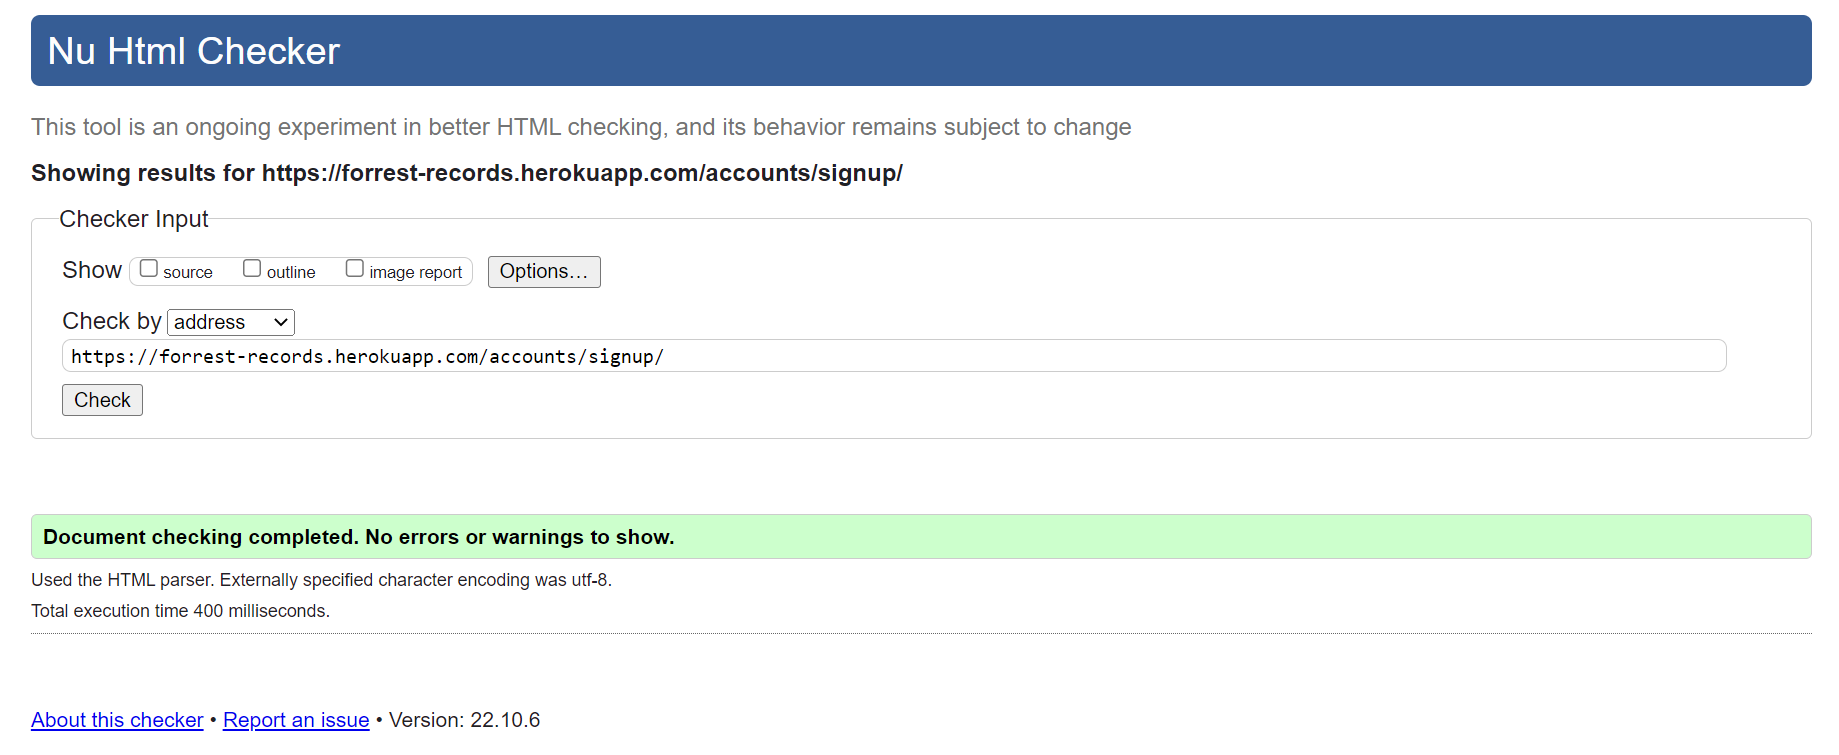 Nu Html Checker
This tool is an ongoing experiment in better HTML checking, and its behavior remains subject to change
Showing results for https://forrest-records.herokuapp.com/accounts/signup/
Checker Input
Show source outline image report Options…
Check by address
https://forrest-records.herokuapp.com/accounts/signup/
Check
Document checking completed. No errors or warnings to show.
Used the HTML parser. Externally specified character encoding was utf-8.
Total execution time 400 milliseconds.
About this checker • Report an issue • Version: 22.10.6